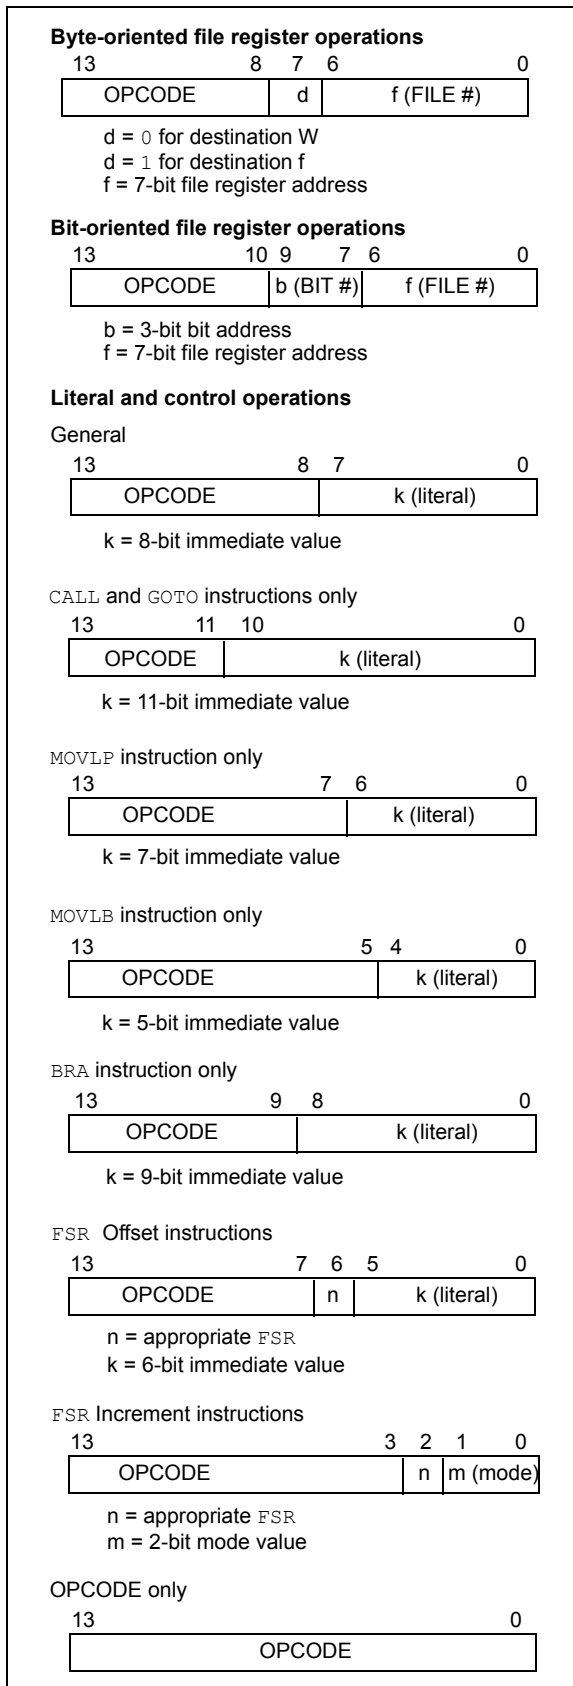 Byte-oriented file register operations
13 8 7 6 0
OPCODE d f (FILE #)
d = 0 for destination W
d = 1 for destination f
f = 7-bit file register address
Bit-oriented file register operations
13 10 9 7 6 0
OPCODE b (BIT #) f (FILE #)
b = 3-bit bit address
f = 7-bit file register address
Literal and control operations
General
13 8 7 0
OPCODE k (literal)
k = 8-bit immediate value
CALL and GOTO instructions only
13 11 10 0
OPCODE k (literal)
k = 11-bit immediate value
MOVLP instruction only
13 7 6 0
OPCODE k (literal)
k = 7-bit immediate value
MOVLB instruction only
13 5 4 0
OPCODE k (literal)
k = 5-bit immediate value
BRA instruction only
13 9 8 0
OPCODE k (literal)
k = 9-bit immediate value
FSR Offset instructions
13 7 6 5 0
OPCODE n k (literal)
n = appropriate FSR
k = 6-bit immediate value
FSR Increment instructions
13 3 2 1 0
OPCODE n m (mode)
n = appropriate FSR
m = 2-bit mode value
OPCODE only
13 0
OPCODE